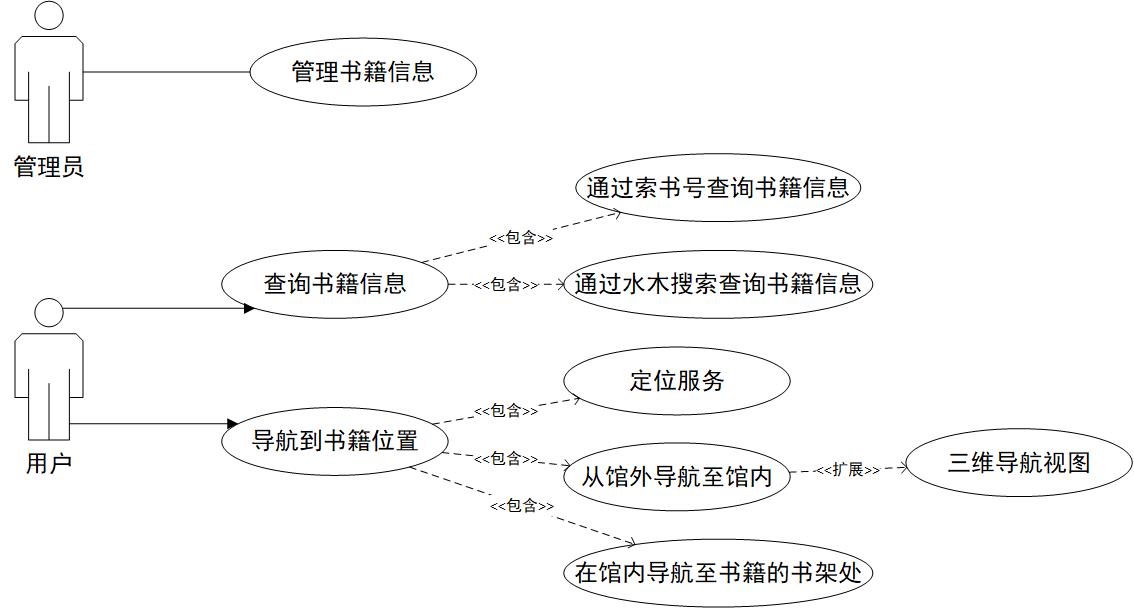 管理书籍信息
管理员
通过索书号查询书籍信息
<<包含>>
查询书籍信息
<<包含>>
通过水木搜索查询书籍信息
定位服务
<<包含>>
导航到书籍位置
用户
<<包含>>
从馆外导航至馆内
<<扩展>>
三维导航视图
<<包含>>
在馆内导航至书籍的书架处